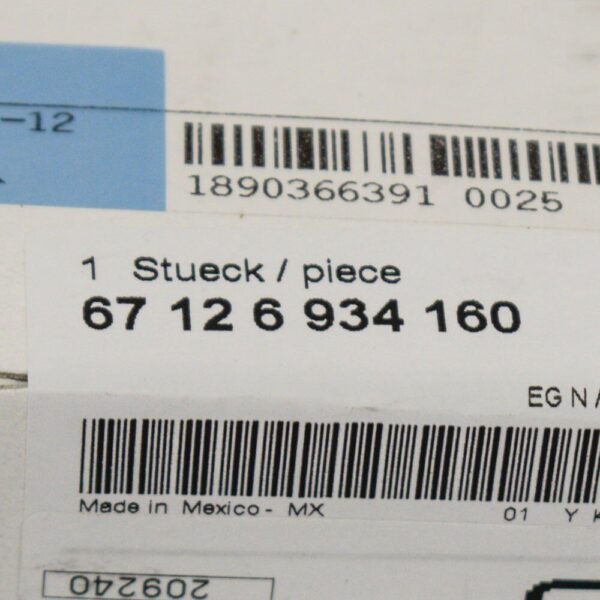 -12
1890366391 0025
1 Stueck / piece
67 12 6 934 160
EG N /
Made in Mexico - MX
01 Y K
209240